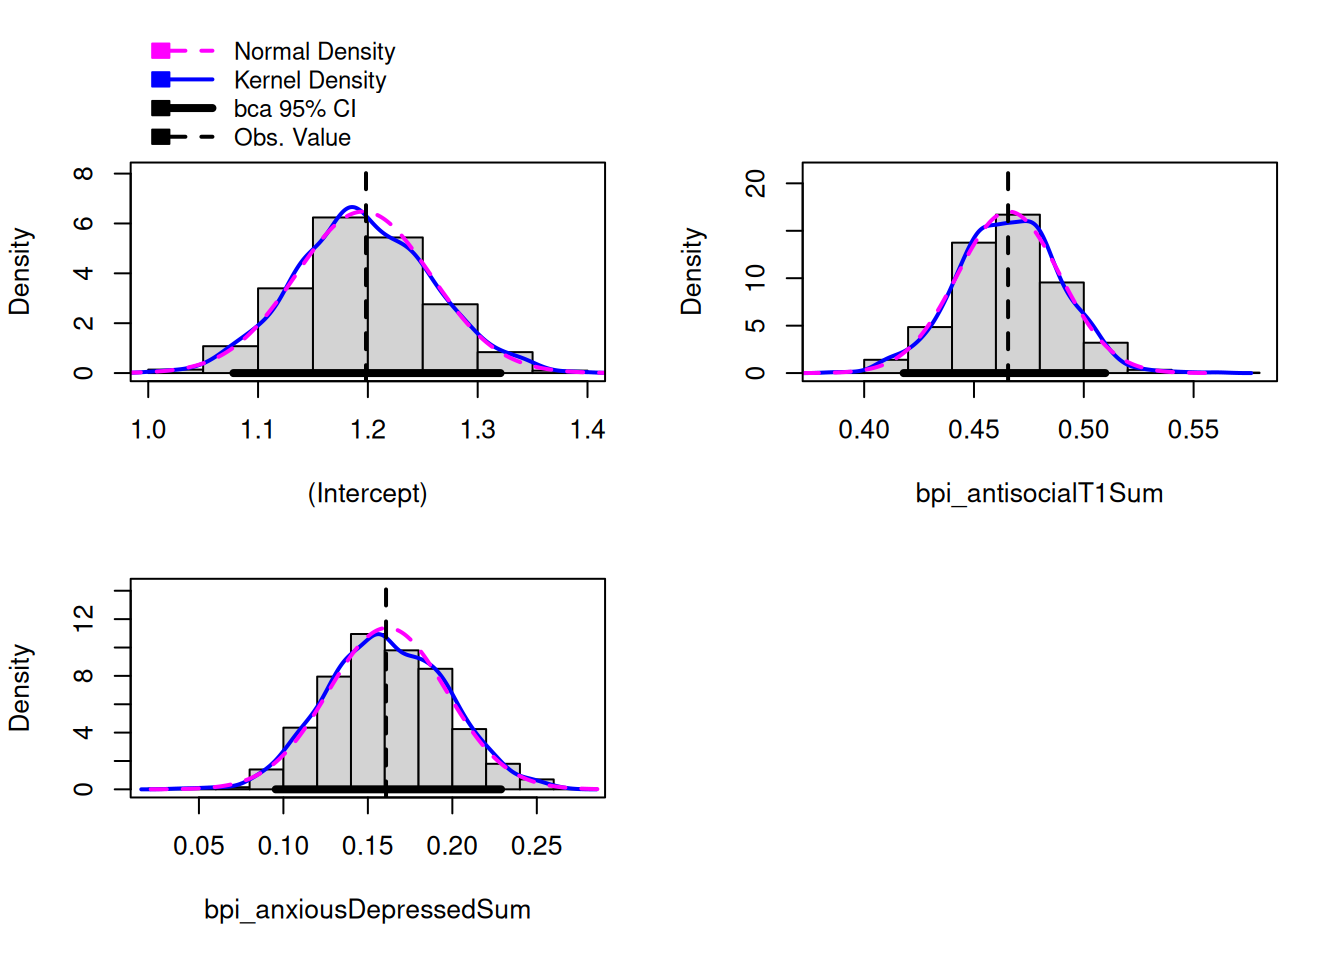 Normal Density
Kernel Density
bca 95% CI
Obs. Value
Density
0 2 4 6 8
1.0 1.1 1.2 1.3 1.4
(Intercept)
Density
0 5 10 20
0.40 0.45 0.50 0.55
bpi_antisocialT1Sum
Density
0 4 8 12
0.05 0.10 0.15 0.20 0.25
bpi_anxiousDepressedSum